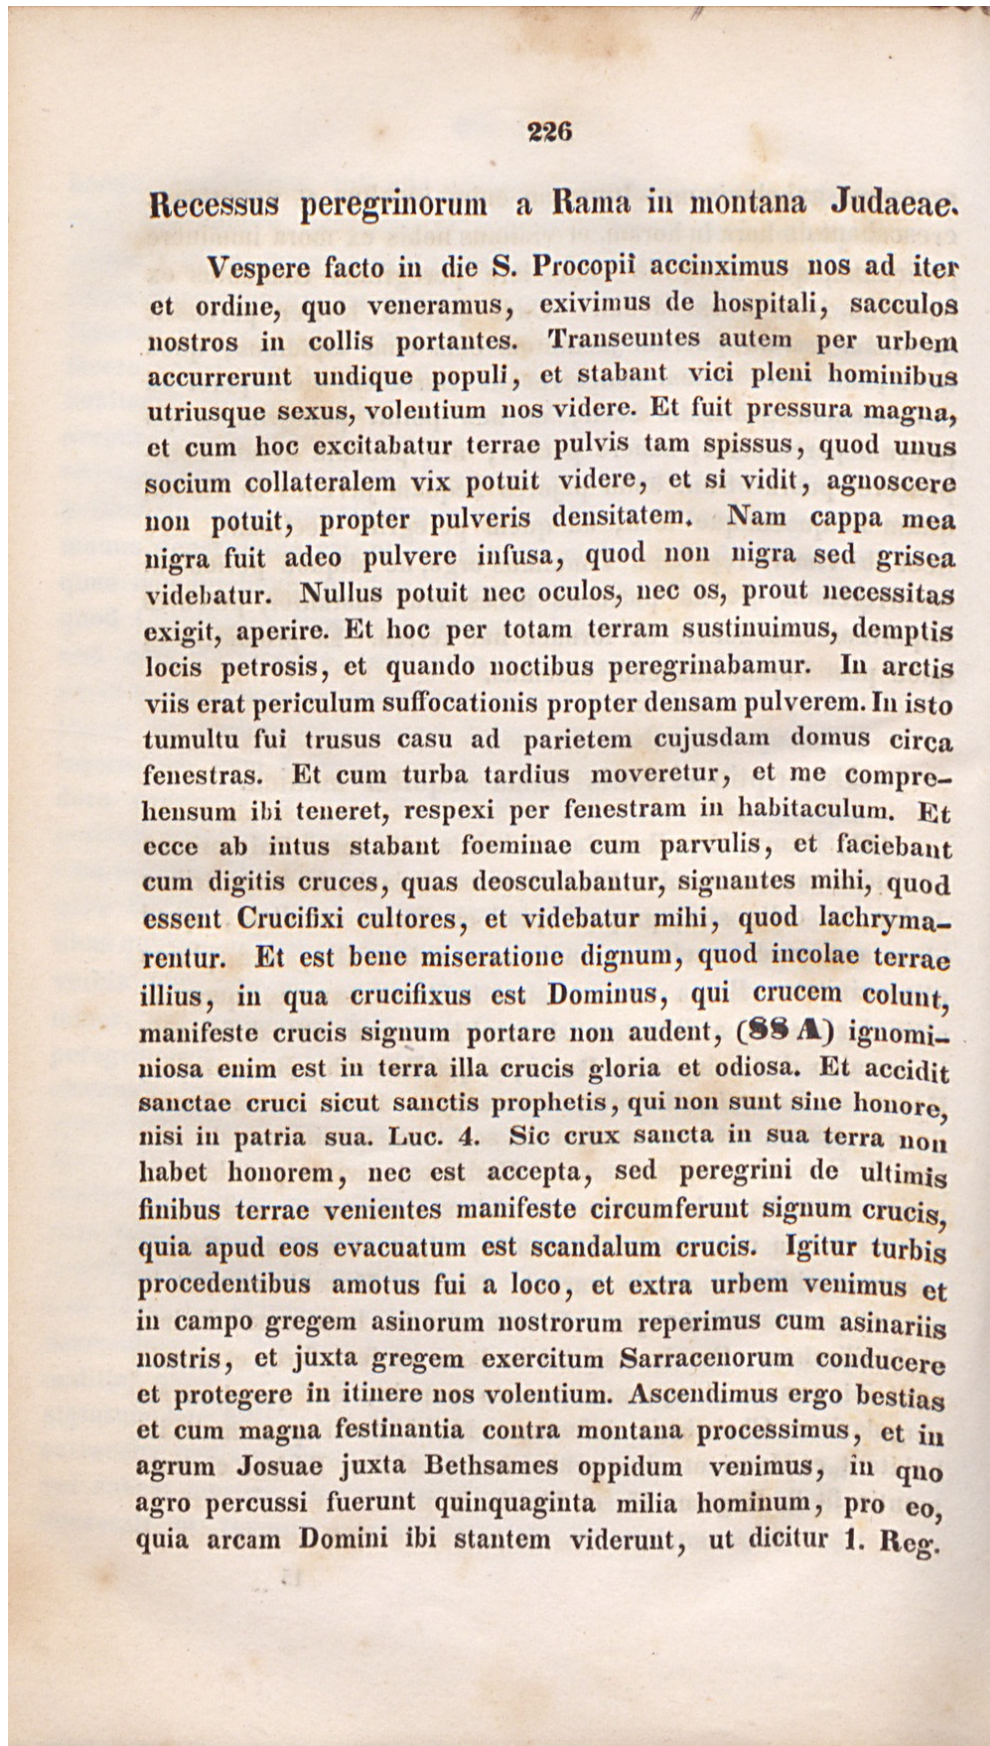 226
Recessus peregrinorum a Rama in montana Judaeae.
Vespere facto in die S. Procopii accinximus nos ad iter
et ordine, quo veneramus, exivimus de hospitali, sacculos
nostros in collis portantes. Transeuntes autem per urbem
accurrerunt undique populi, et stabant vici pleni hominibus
utriusque sexus, volentium nos videre. Et fuit pressura magna,
et cum hoc excitabatur terrae pulvis tam spissus, quod unus
socium collateralem vix potuit videre, et si vidit, agnoscere
non potuit, propter pulveris densitatem. Nam cappa mea
nigra fuit adeo pulvere infusa, quod non nigra sed grisea
videbatur. Nullus potuit nec oculos, nec os, prout necessitas
exigit, aperire. Et hoc per totam terram sustinuimus, demptis
locis petrosis, et quando noctibus peregrinabamur. In arctis
viis erat periculum suffocationis propter densam pulverem. In isto
tumultu fui trusus casu ad parietem cujusdam domus circa
fenestras. Et cum turba tardius moveretur, et me compre-
hensum ibi teneret, respexi per fenestram in habitaculum. Et
ecce ab intus stabant foeminae cum parvulis, et faciebant
cum digitis cruces, quas deosculabantur, signantes mihi, quod
essent Crucifixi cultores, et videbatur mihi, quod lachryma-
rentur. Et est bene miseratione dignum, quod incolae terrae
illius, in qua crucifixus est Dominus, qui crucem colunt,
manifeste crucis signum portare non audent, (§§ A) ignomi-
niosa enim est in terra illa crucis gloria et odiosa. Et accidit
sanctae cruci sicut sanctis prophetis, qui non sunt sine honore,
nisi in patria sua. Luc. 4. Sic crux sancta in sua terra non
habet honorem, nec est accepta, sed peregrini de ultimis
finibus terrae venientes manifeste circumferunt signum crucis,
quia apud eos evacuatum est scandalum crucis. Igitur turbis
procedentibus amotus fui a loco, et extra urbem venimus et
in campo gregem asinorum nostrorum reperimus cum asinariis
nostris, et juxta gregem exercitum Sarracenorum conducere
et protegere in itinere nos volentium. Ascendimus ergo bestias
et cum magna festinantia contra montana processimus, et in
agrum Josuae juxta Bethsames oppidum venimus, in qno
agro percussi fuerunt quinquaginta milia hominum, pro eo,
quia arcam Domini ibi stantem viderunt, ut dicitur 1. Reg.